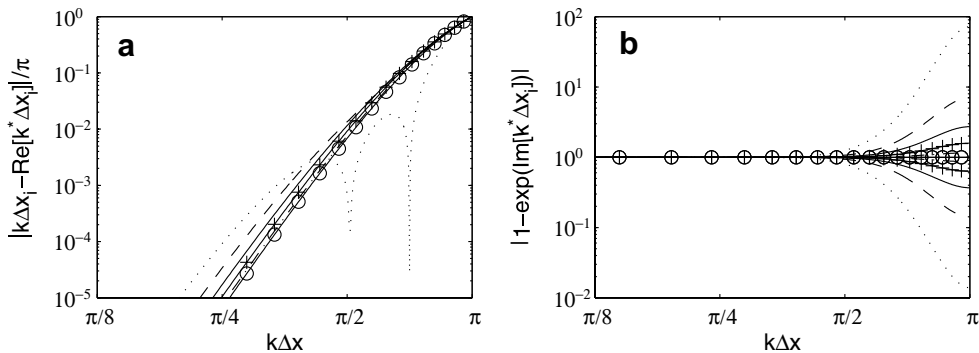 a
|kΔx_i−Re[k*Δx_i]|/π
10^0
10^−1
10^−2
10^−3
10^−4
10^−5
π/8
π/4
π/2
π
kΔx
b
|1−exp(Im[k*Δx_i])|
10^2
10^1
10^0
10^−1
10^−2
π/8
π/4
π/2
π
kΔx